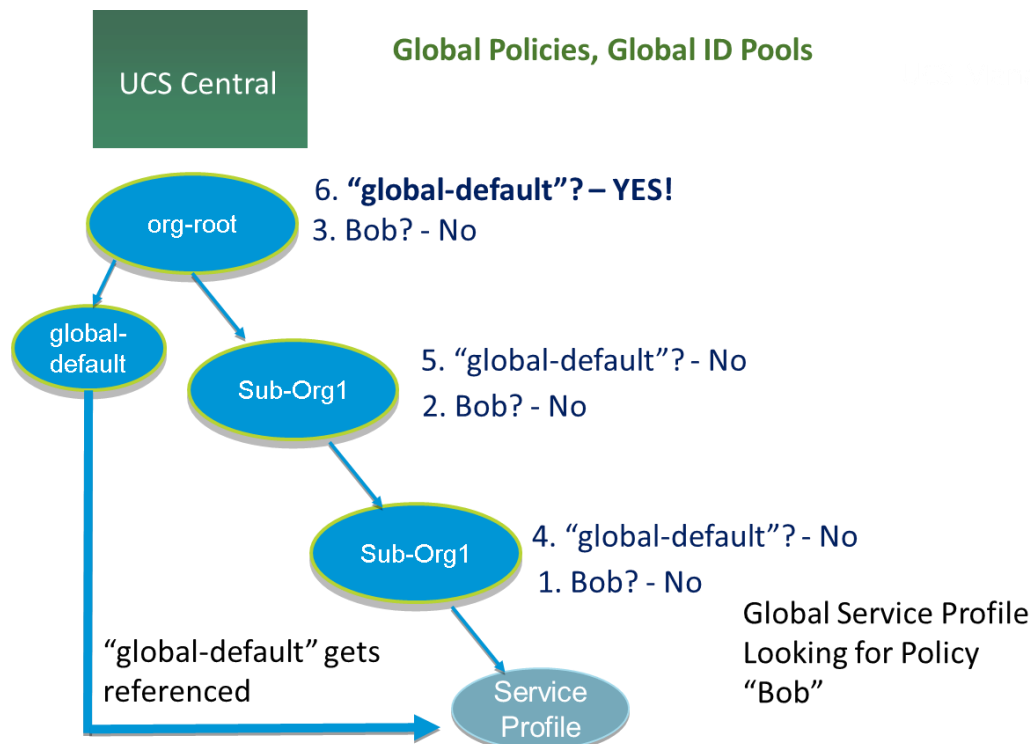 Global Policies, Global ID Pools
UCS Central
6. “global-default”? – YES!
3. Bob? - No
org-root
global-
default
5. “global-default”? - No
2. Bob? - No
Sub-Org1
4. “global-default”? - No
1. Bob? - No
Sub-Org1
Global Service Profile
Looking for Policy
“Bob”
“global-default” gets
referenced
Service
Profile